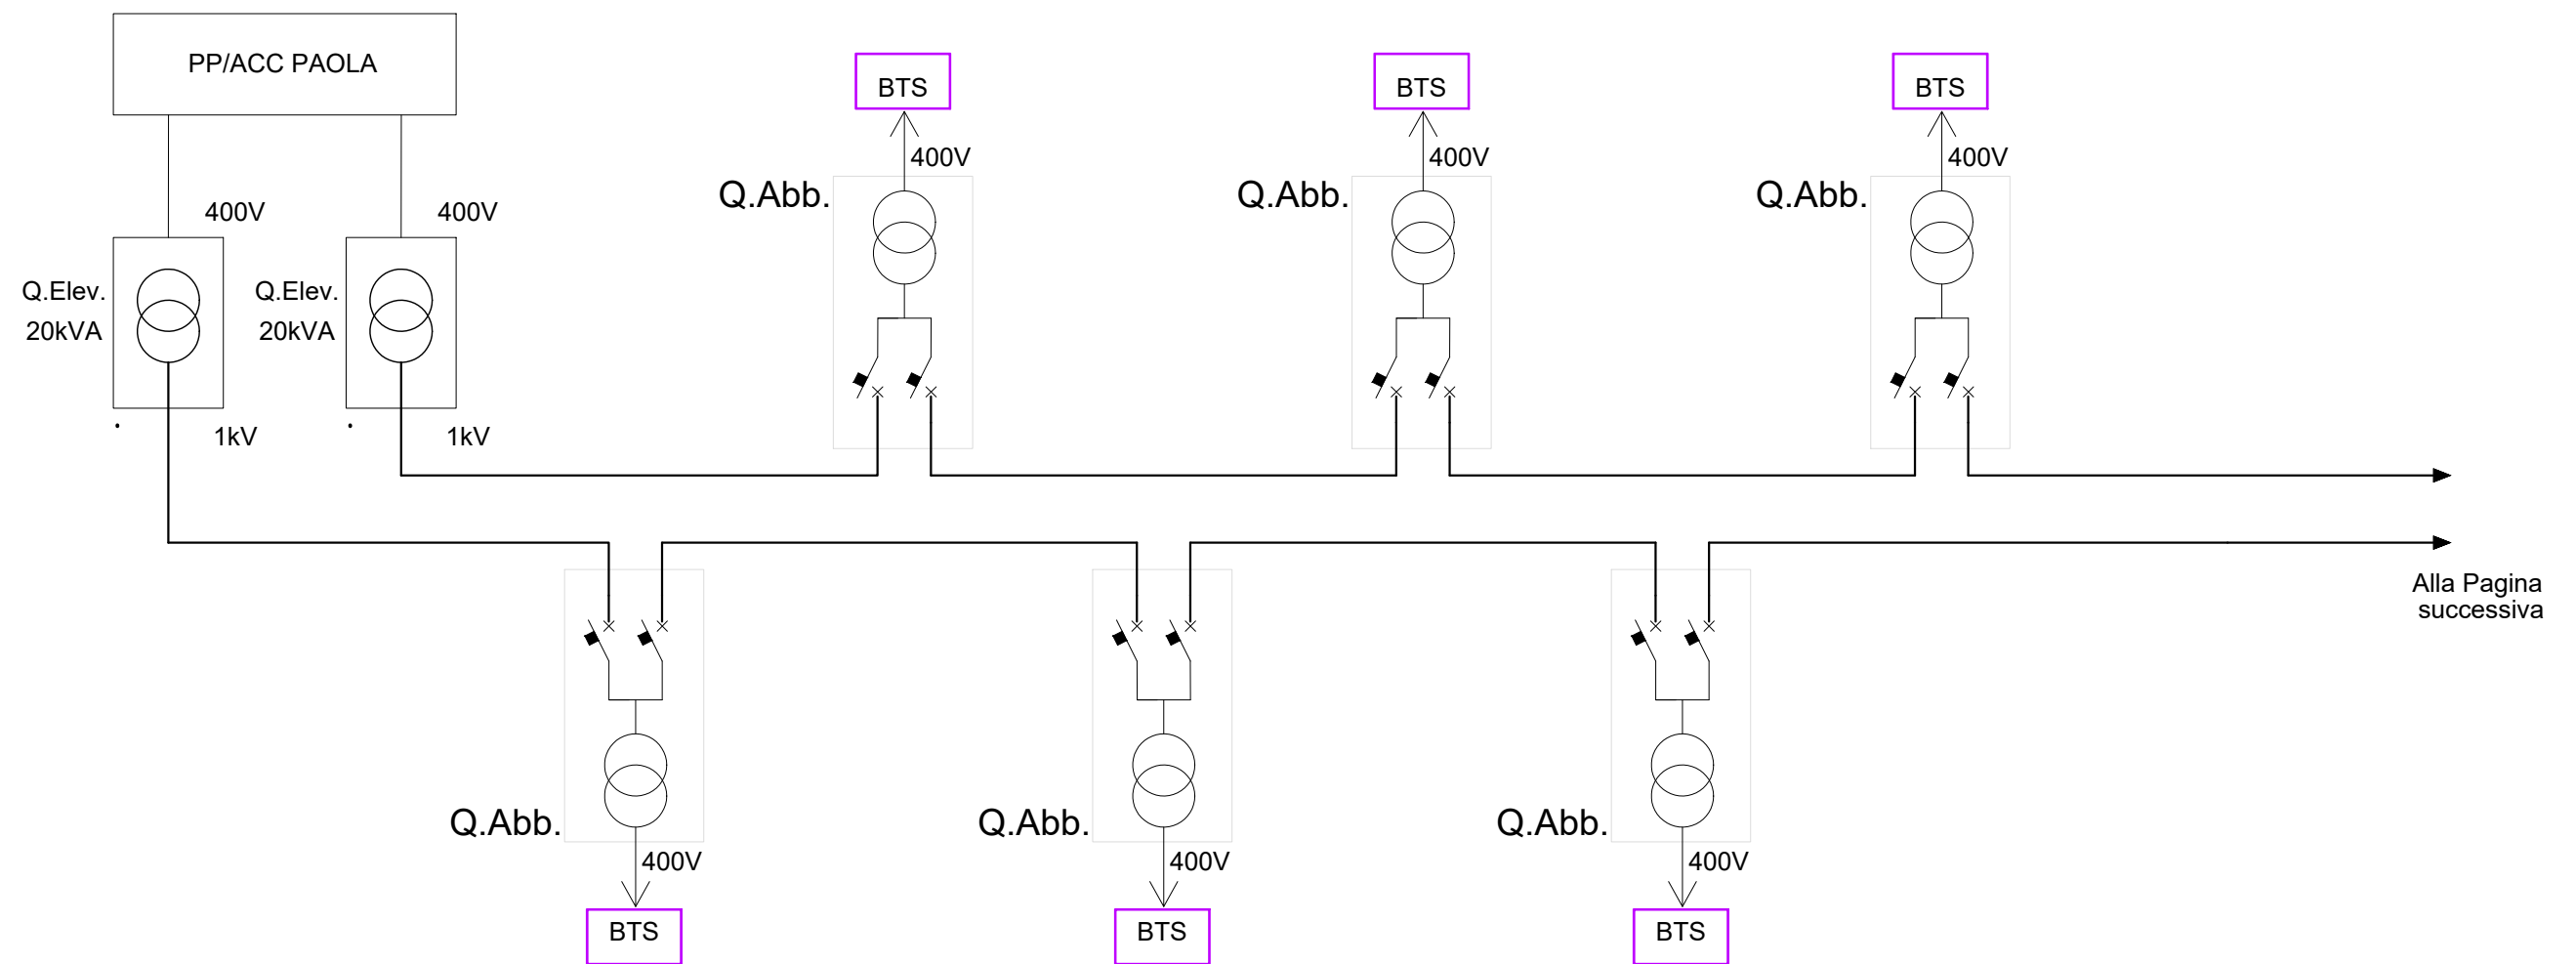 PP/ACC PAOLA
BTS
BTS
BTS
400V
400V
400V
Q.Abb.
Q.Abb.
Q.Abb.
400V
400V
Q.Elev.
20kVA
Q.Elev.
20kVA
1kV
1kV
Alla Pagina
successiva
Q.Abb.
Q.Abb.
Q.Abb.
400V
400V
400V
BTS
BTS
BTS